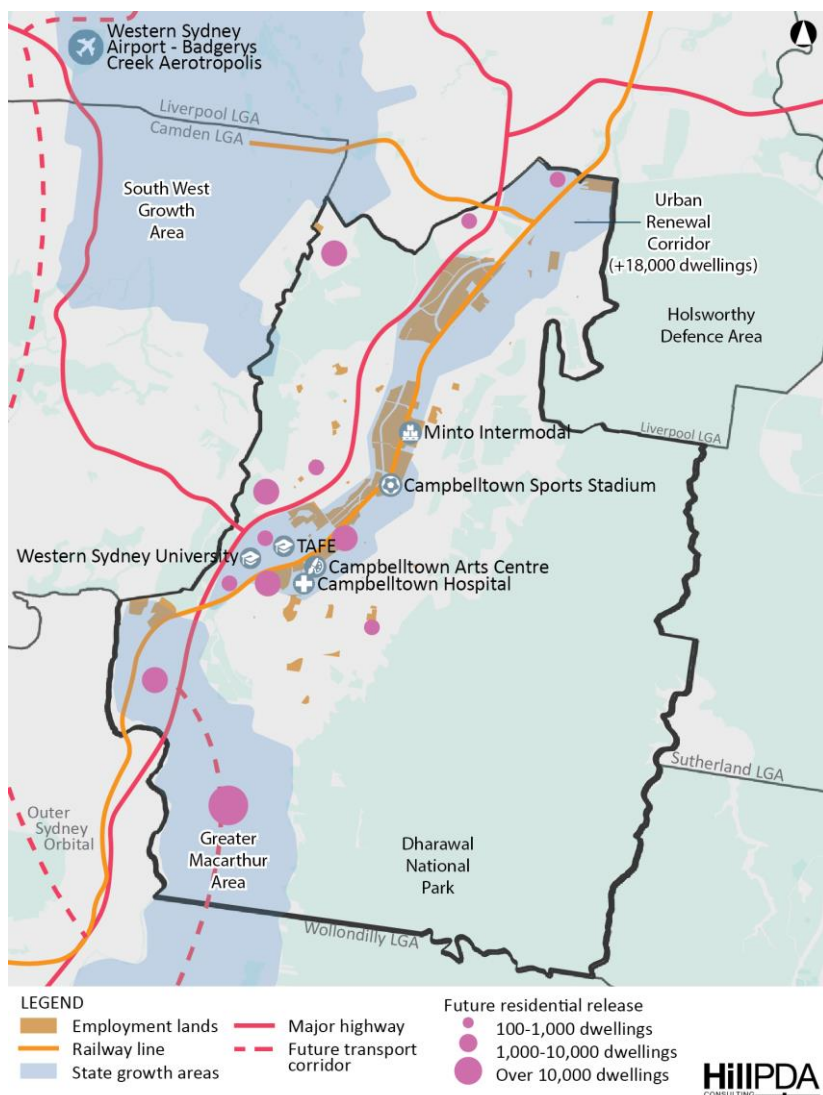 Western Sydney
Airport - Badgerys
Creek Aerotropolis
Liverpool LGA
Camden LGA
South West
Growth
Area
Urban
Renewal
Corridor
(+18,000 dwellings)
Holsworthy
Defence Area
Minto Intermodal
Liverpool LGA
Campbelltown Sports Stadium
TAFE
Western Sydney University
Campbelltown Arts Centre
Campbelltown Hospital
Sutherland LGA
Outer
Sydney
Orbital
Greater
Macarthur
Area
Dharawal
National
Park
Wollondilly LGA
LEGEND
Employment lands
Railway line
State growth areas
Major highway
Future transport
corridor
Future residential release
100-1,000 dwellings
1,000-10,000 dwellings
Over 10,000 dwellings
HillPDA
CONSULTING